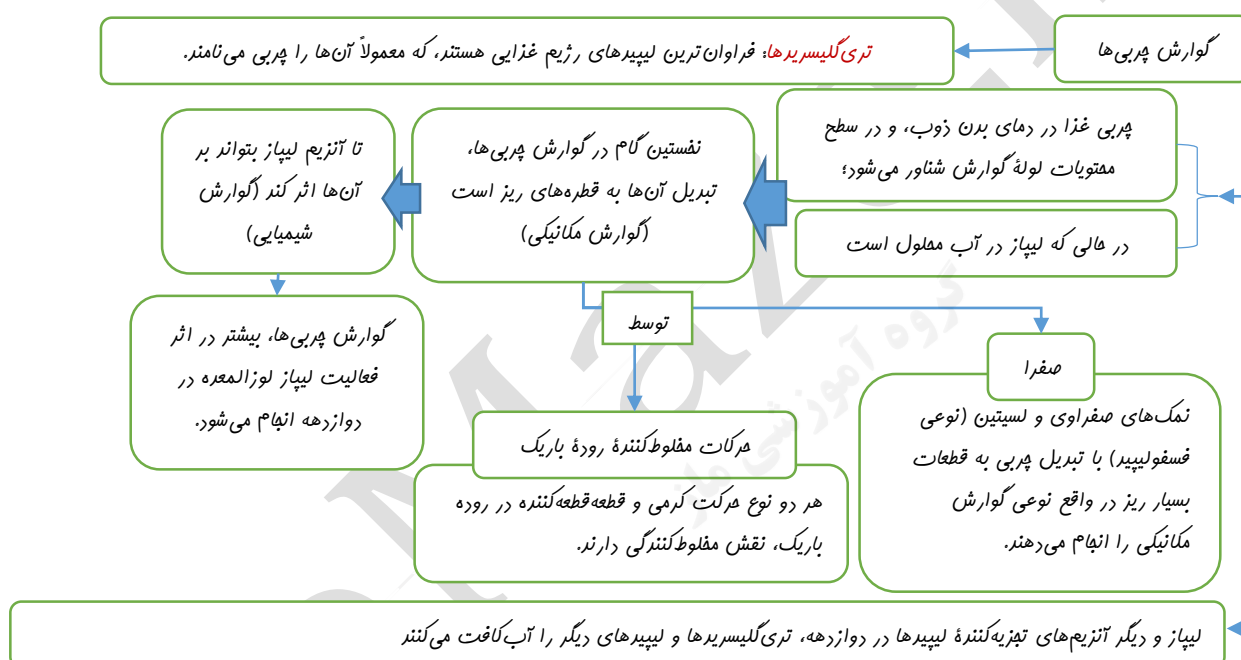 گوارش چربی‌ها
تری‌گلیسریدها: فراوان‌ترین لیپیدهای رژیم غذایی هستند، که معمولاً آن‌ها را چربی می‌نامند.
چربی غذا در دمای بدن ذوب، و در سطح
محتویات لولهٔ گوارش شناور می‌شود؛
در حالی که لیپاز در آب محلول است
نخستین گام در گوارش چربی‌ها،
تبدیل آن‌ها به قطره‌های ریز است
(گوارش مکانیکی)
تا آنزیم لیپاز بتواند بر
آن‌ها اثر کند (گوارش
شیمیایی)
گوارش چربی‌ها، بیشتر در اثر
فعالیت لیپاز لوزالمعده در
دوازدهه انجام می‌شود.
توسط
صفرا
نمک‌های صفراوی و لسیتین (نوعی
فسفولیپید) با تبدیل چربی به قطعات
بسیار ریز در واقع نوعی گوارش
مکانیکی را انجام می‌دهند.
حرکات مخلوط‌کنندهٔ رودهٔ باریک
هر دو نوع حرکت کرمی و قطعه‌قطعه‌کننده در روده
باریک، نقش مخلوط‌کنندگی دارند.
لیپاز و دیگر آنزیم‌های تجزیه‌کنندهٔ لیپیدها در دوازدهه، تری‌گلیسریدها و لیپیدهای دیگر را آب‌کافت می‌کنند
گروه آموزشی ماز